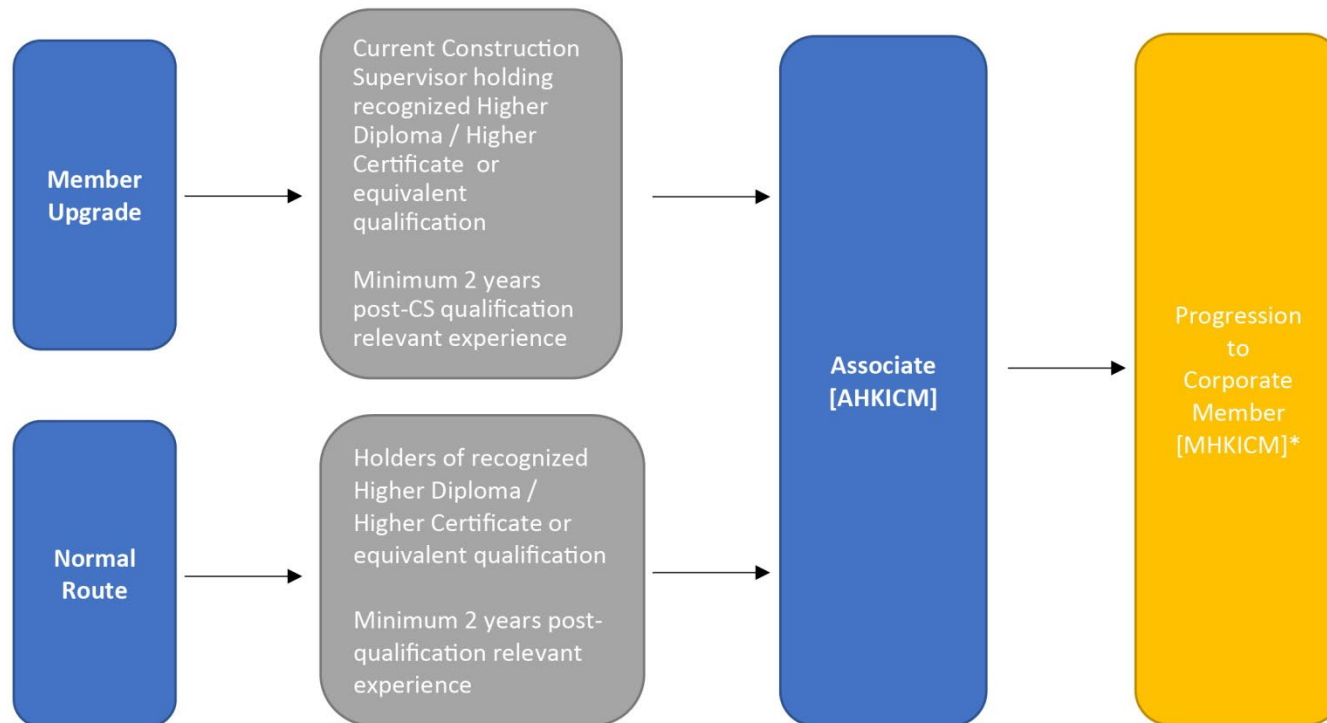 Member
Upgrade
Current Construction
Supervisor holding
recognized Higher
Diploma / Higher
Certificate or
equivalent
qualification
Minimum 2 years
post-CS qualification
relevant experience
Normal
Route
Holders of recognized
Higher Diploma /
Higher Certificate or
equivalent qualification
Minimum 2 years post-
qualification relevant
experience
Associate
[AHKICM]
Progression
to
Corporate
Member
[MHKICM]*